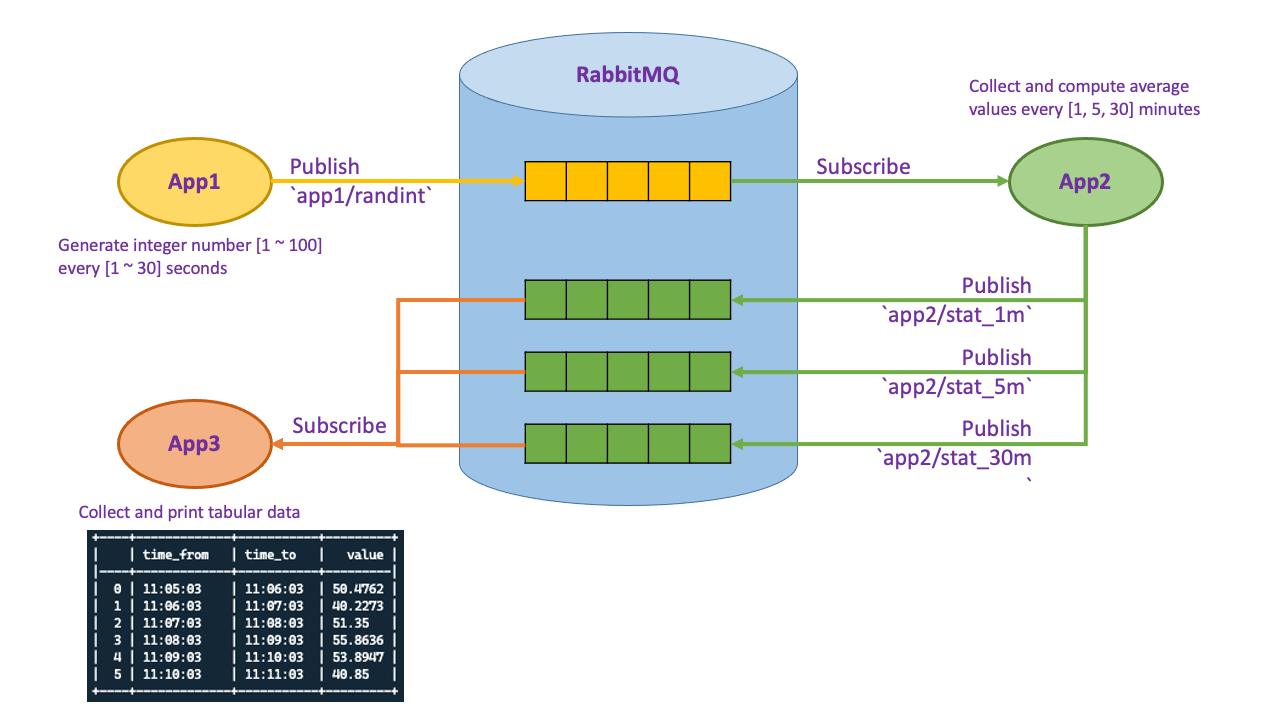 RabbitMQ
Collect and compute average
values every [1, 5, 30] minutes
App1
Publish
`app1/randint`
Subscribe
App2
Generate integer number [1 ~ 100]
every [1 ~ 30] seconds
Publish
`app2/stat_1m`
Publish
`app2/stat_5m`
Publish
`app2/stat_30m
`
App3
Subscribe
Collect and print tabular data
+----+-------------+-----------+---------+
|    | time_from   | time_to   |   value |
|----+-------------+-----------+---------|
|  0 | 11:05:03    | 11:06:03  | 50.4762 |
|  1 | 11:06:03    | 11:07:03  | 40.2273 |
|  2 | 11:07:03    | 11:08:03  | 51.35   |
|  3 | 11:08:03    | 11:09:03  | 55.8636 |
|  4 | 11:09:03    | 11:10:03  | 53.8947 |
|  5 | 11:10:03    | 11:11:03  | 40.85   |
+----+-------------+-----------+---------+